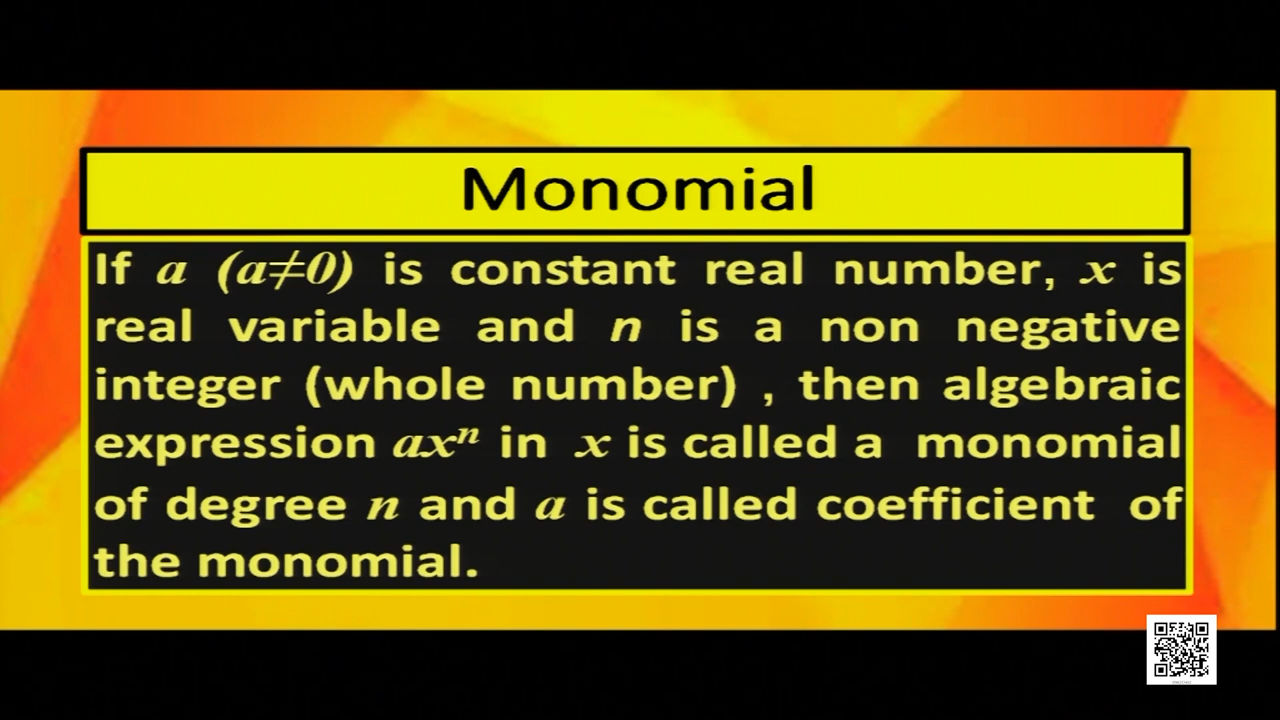 Monomial
If a (a≠0) is constant real number, x is
real variable and n is a non negative
integer (whole number) , then algebraic
expression axⁿ in x is called a monomial
of degree n and a is called coefficient of
the monomial.